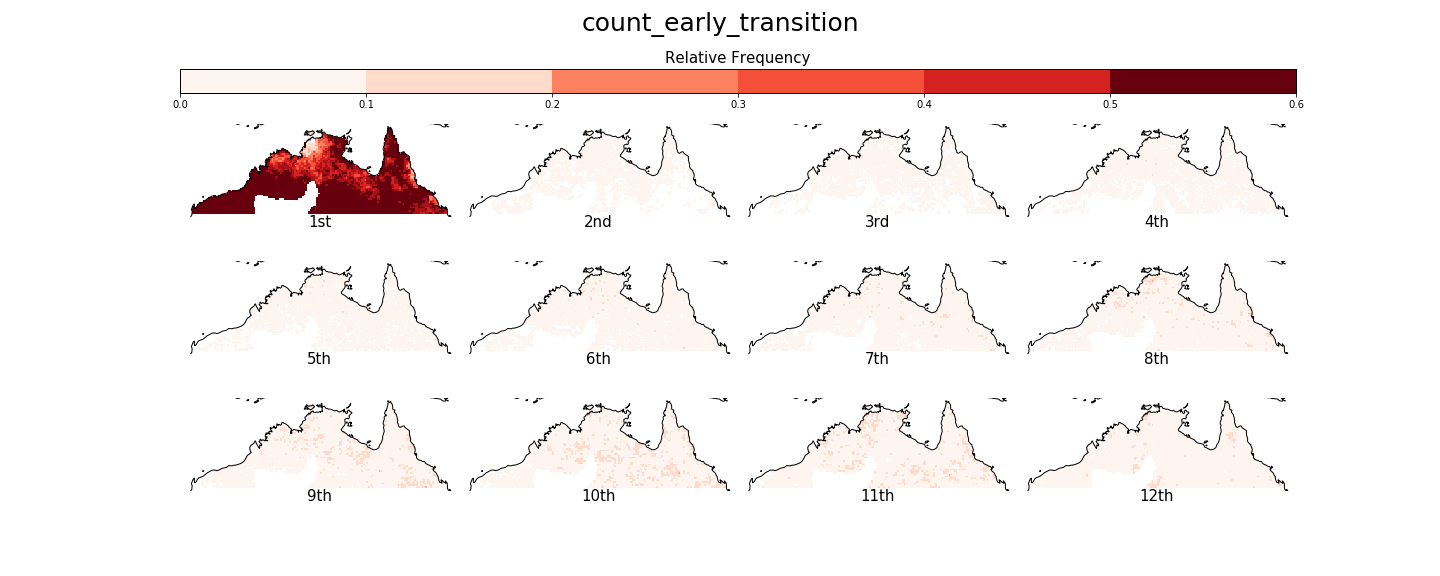 count_early_transition
Relative Frequency
0.0 0.1 0.2 0.3 0.4 0.5 0.6
1st 2nd 3rd 4th
5th 6th 7th 8th
9th 10th 11th 12th